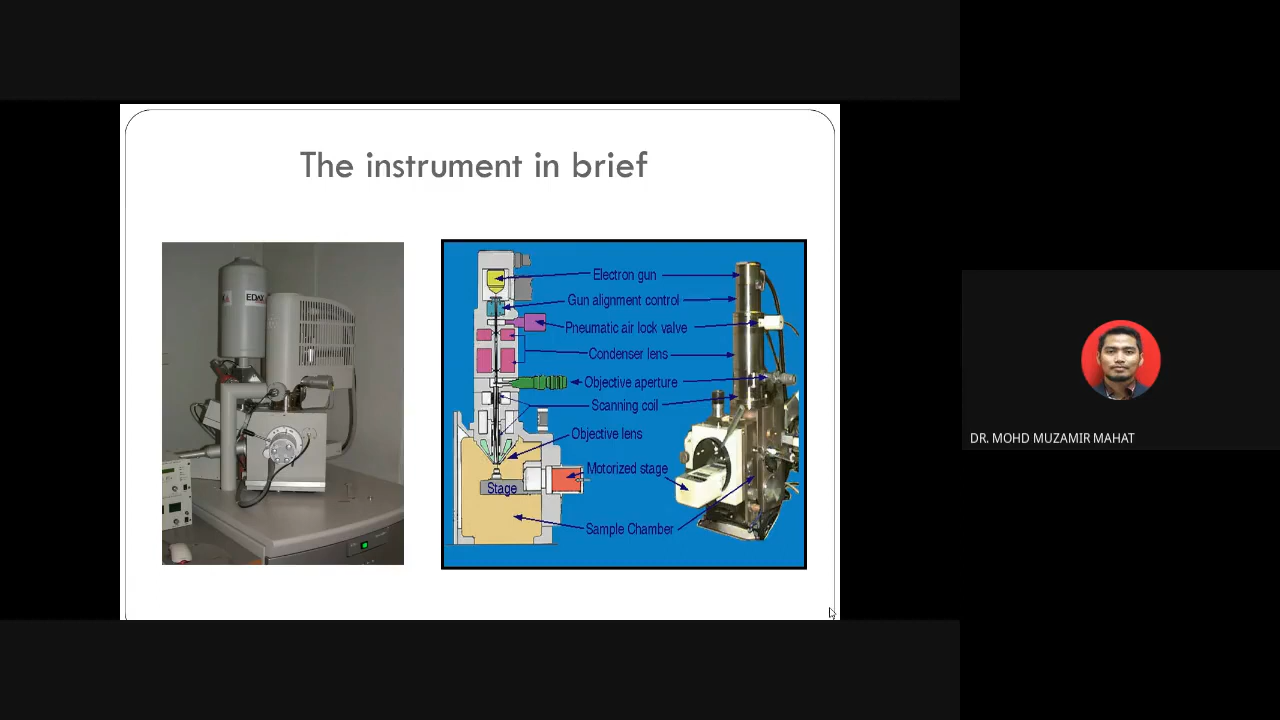 The instrument in brief
EDAX
Electron gun
Gun alignment control
Pneumatic air lock valve
Condenser lens
Objective aperture
Scanning coil
Objective lens
Motorized stage
Stage
Sample Chamber
DR. MOHD MUZAMIR MAHAT